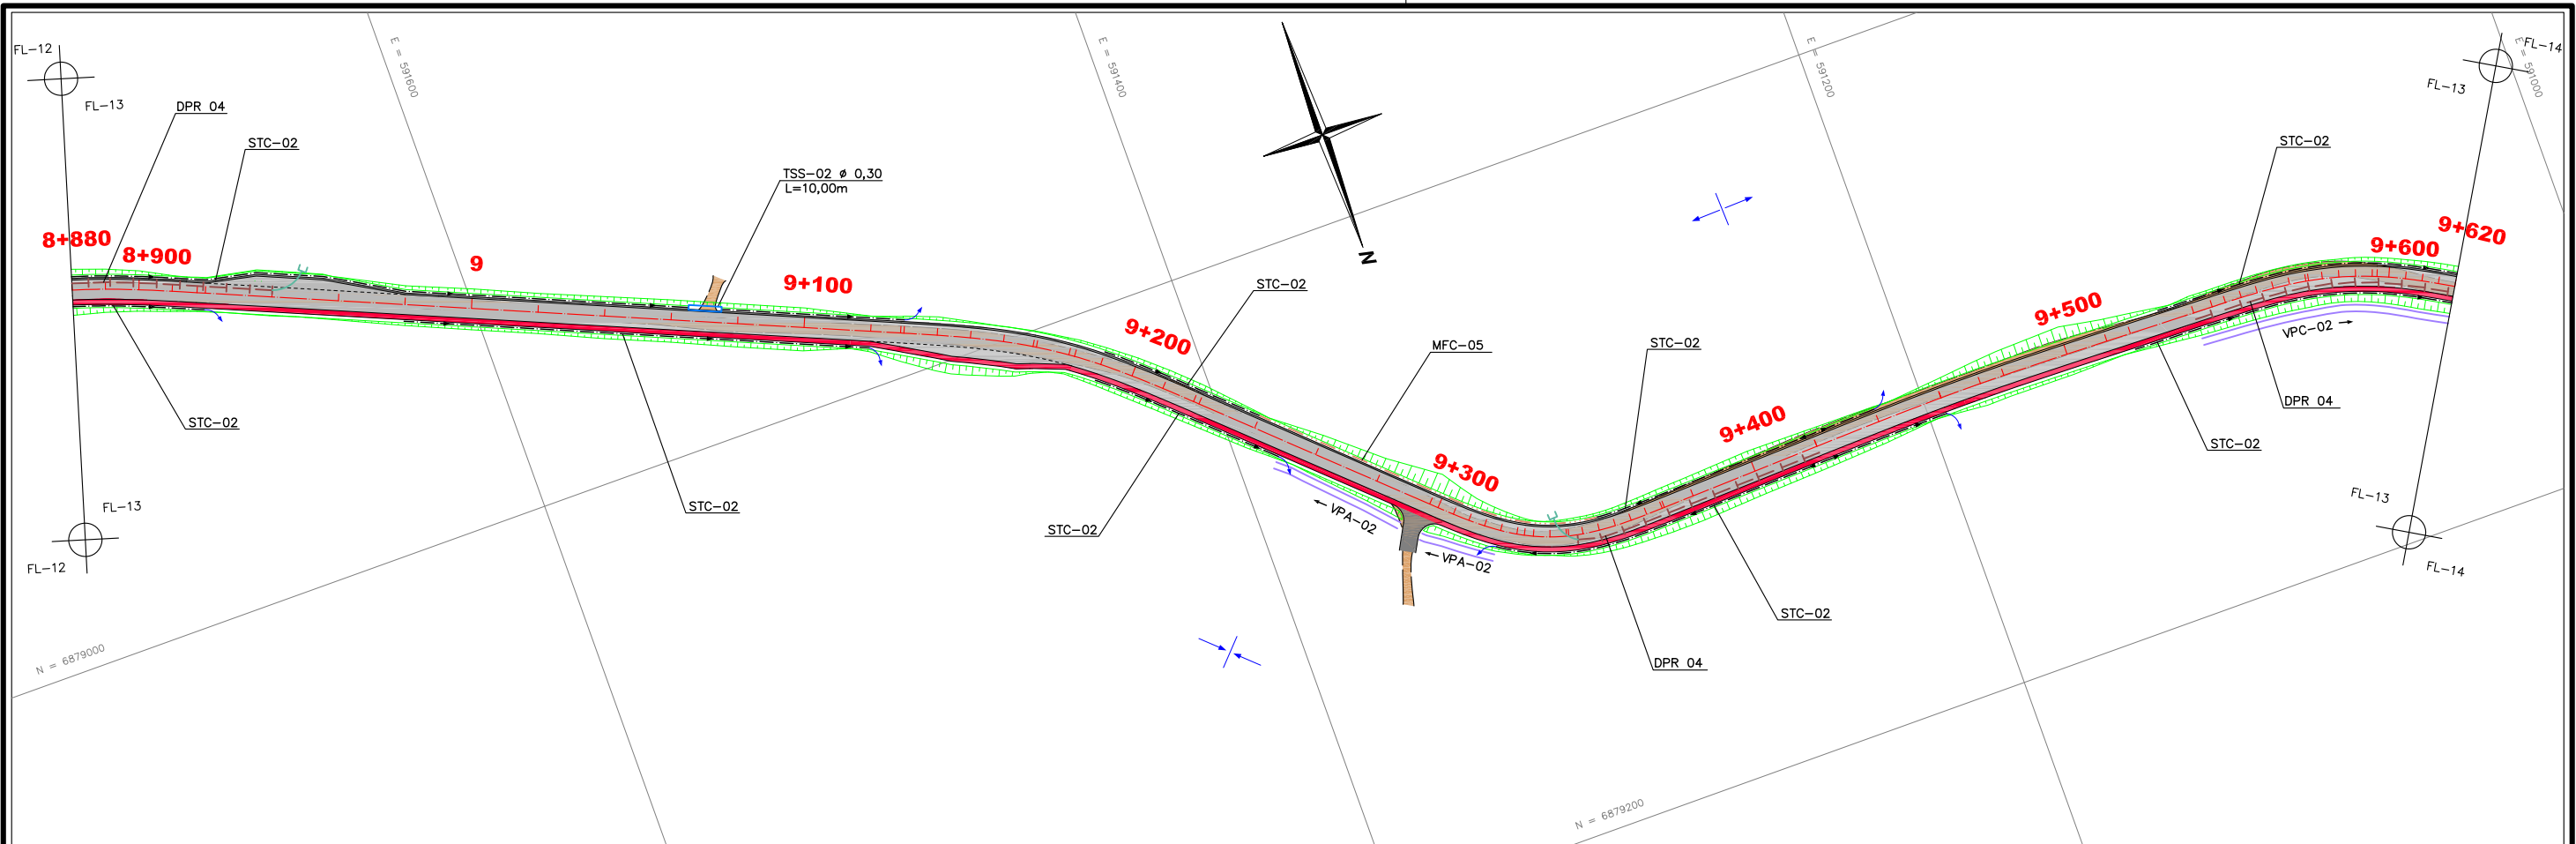 FL-12
FL-13
DPR 04
STC-02
E = 591600
E = 591400
E = 591200
E = 591000
FL-14
FL-13
TSS-02 ø 0,30
L=10,00m
N
STC-02
8+880
8+900
9
9+100
9+200
9+300
9+400
9+500
9+600
9+620
STC-02
MFC-05
STC-02
VPC-02
DPR 04
STC-02
STC-02
STC-02
STC-02
VPA-02
VPA-02
FL-13
FL-12
FL-13
FL-14
STC-02
DPR 04
N = 6879000
N = 6879200